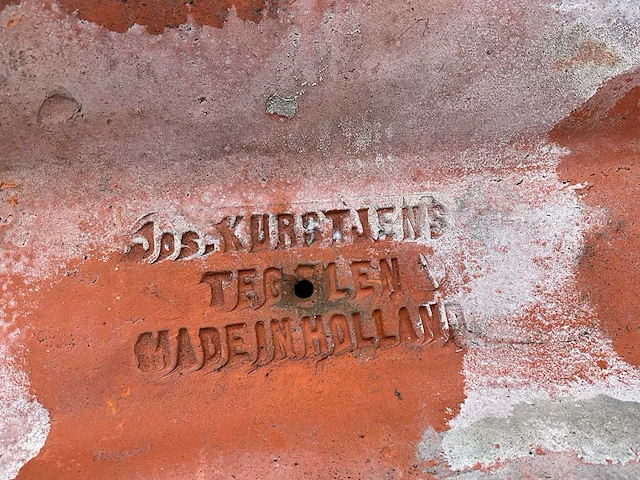 Jos. KURSTJENS
TEGELEN
MADE IN HOLLAND